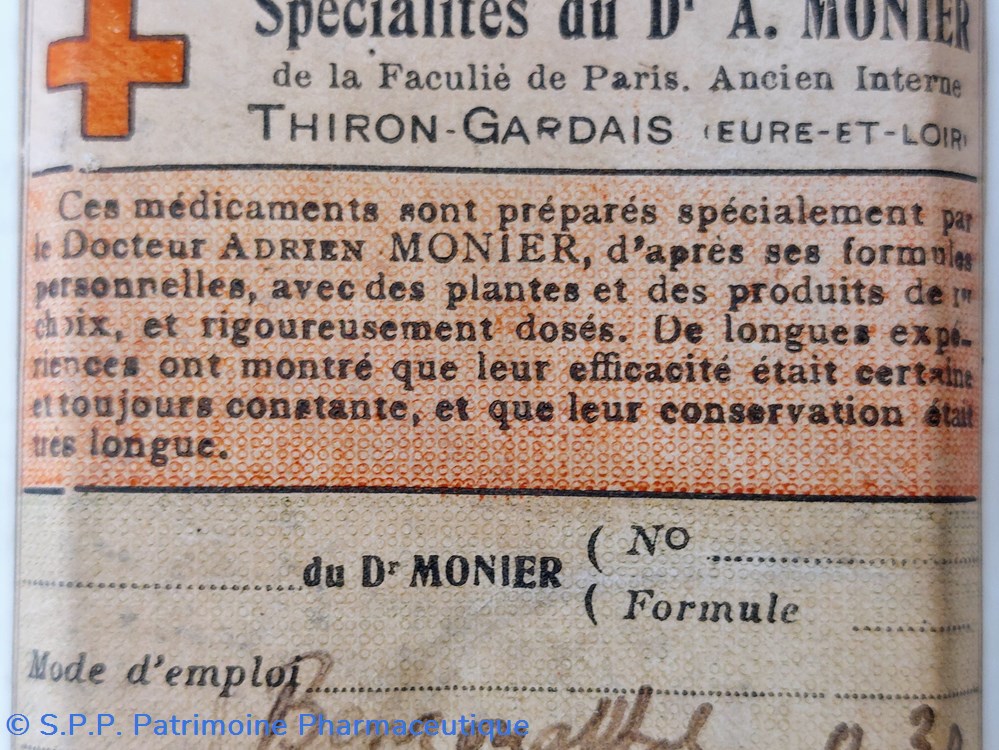 Spécialités du Dr A. MONIER
de la Faculié de Paris. Ancien Interne
THIRON-GARDAIS (EURE-ET-LOIR)
Ces médicaments sont préparés spécialement par
le Docteur ADRIEN MONIER, d'après ses formules
personnelles, avec des plantes et des produits de 1er
choix, et rigoureusement dosés. De longues expé-
riences ont montré que leur efficacité était certaine
et toujours constante, et que leur conservation était
très longue.
du Dr MONIER ( No
( Formule
Mode d'emploi
© S.P.P. Patrimoine Pharmaceutique